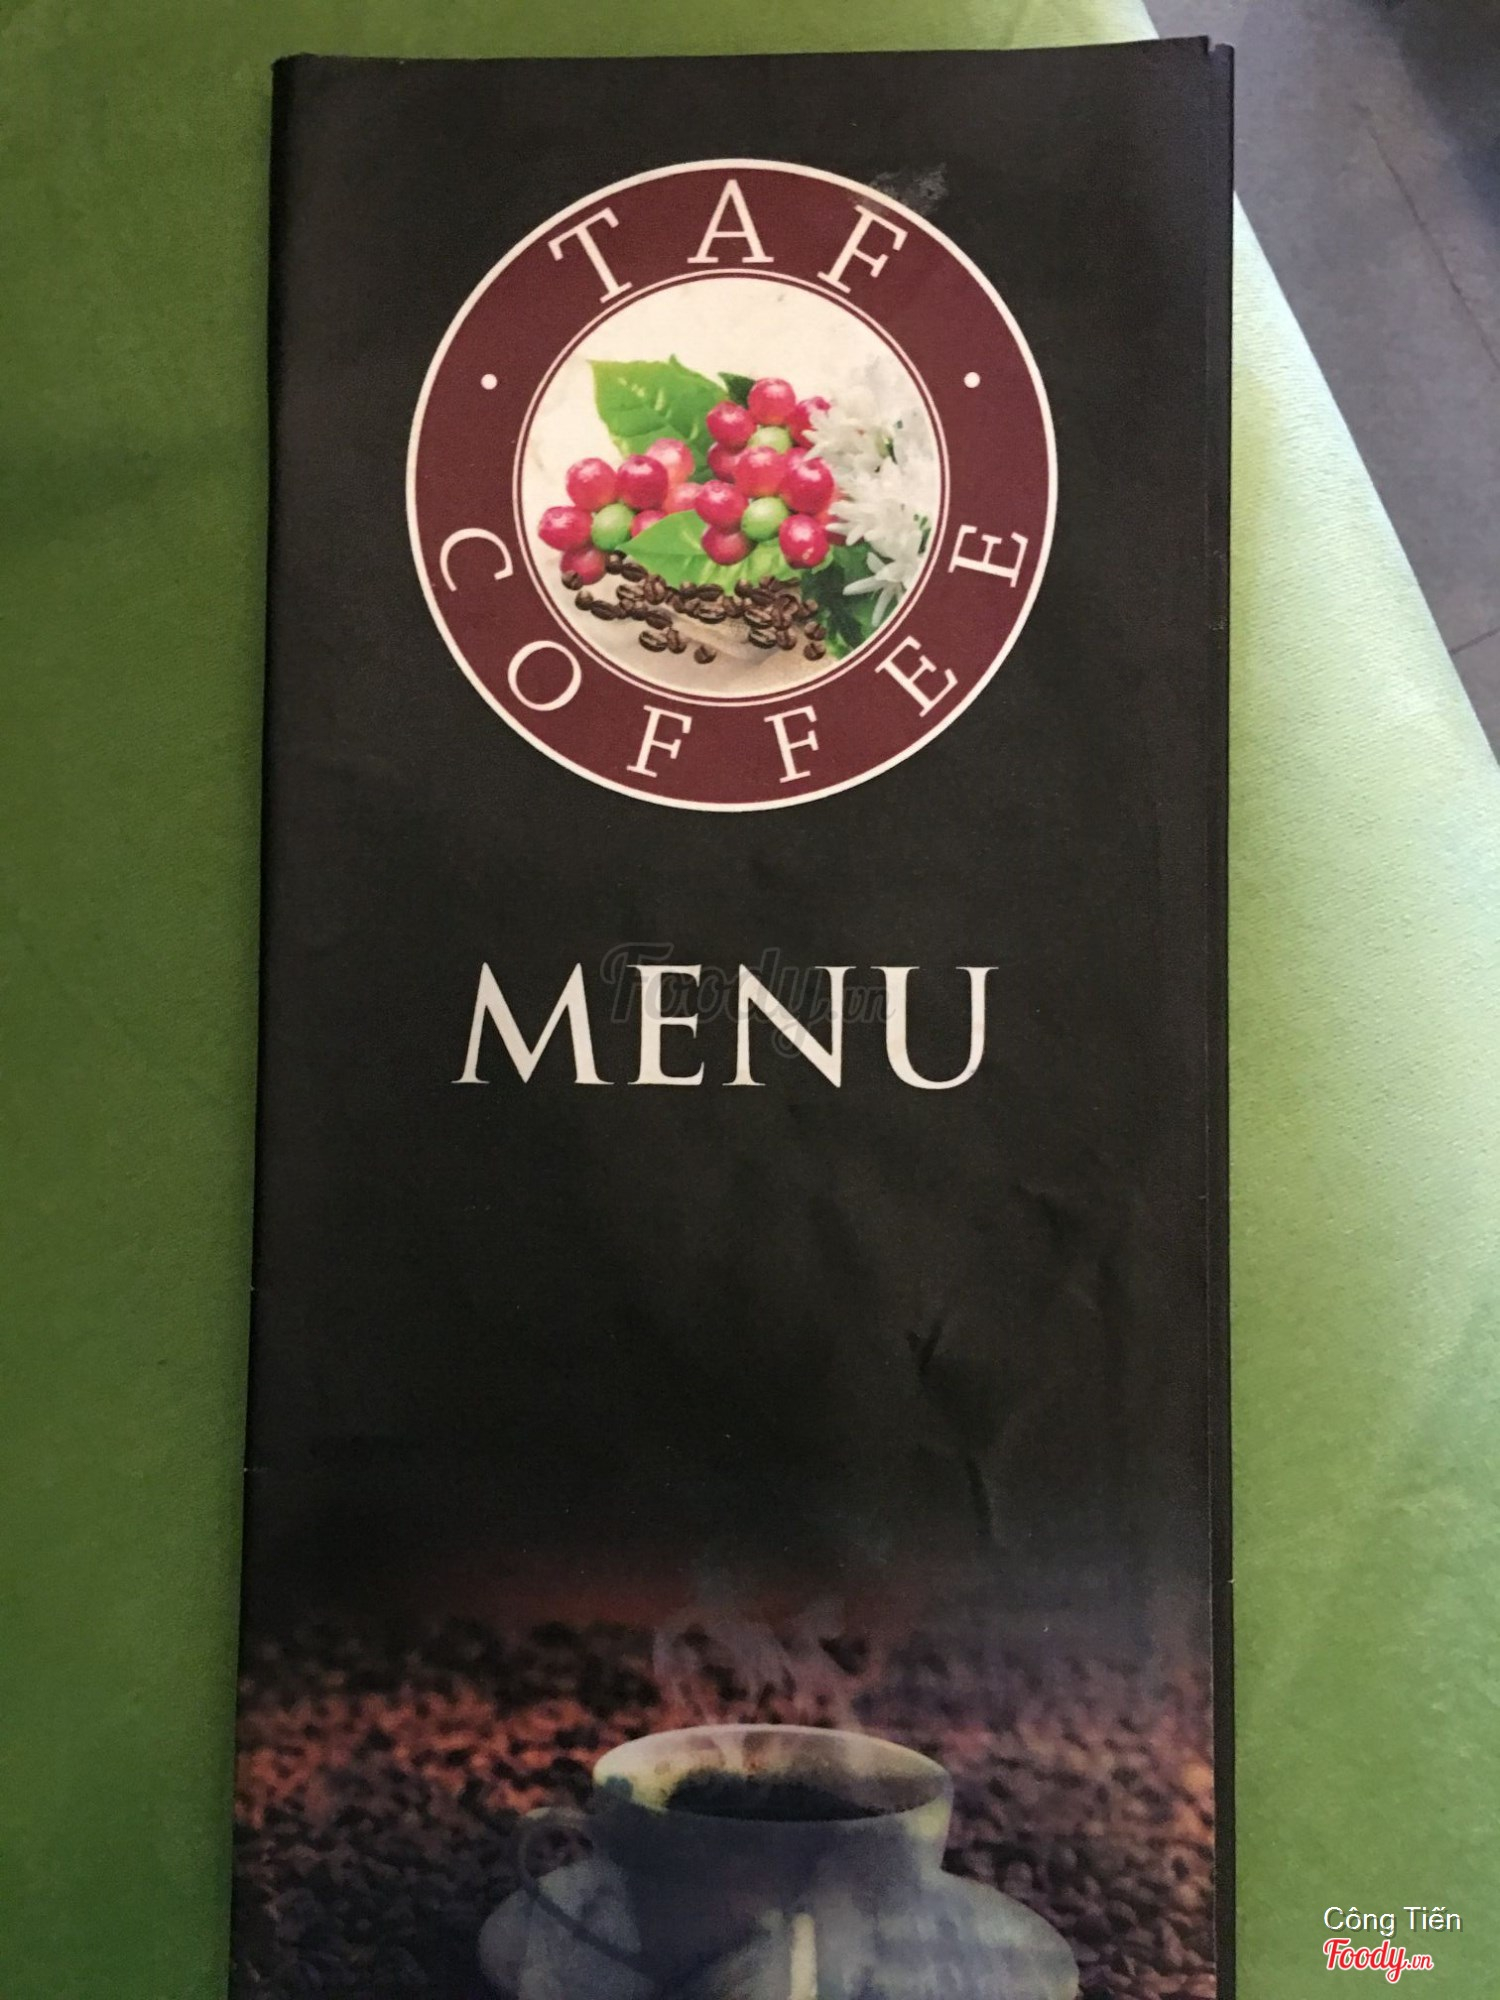 · TAF ·
COFFEE
MENU
Foody.vn
Công Tiến
Foody.vn